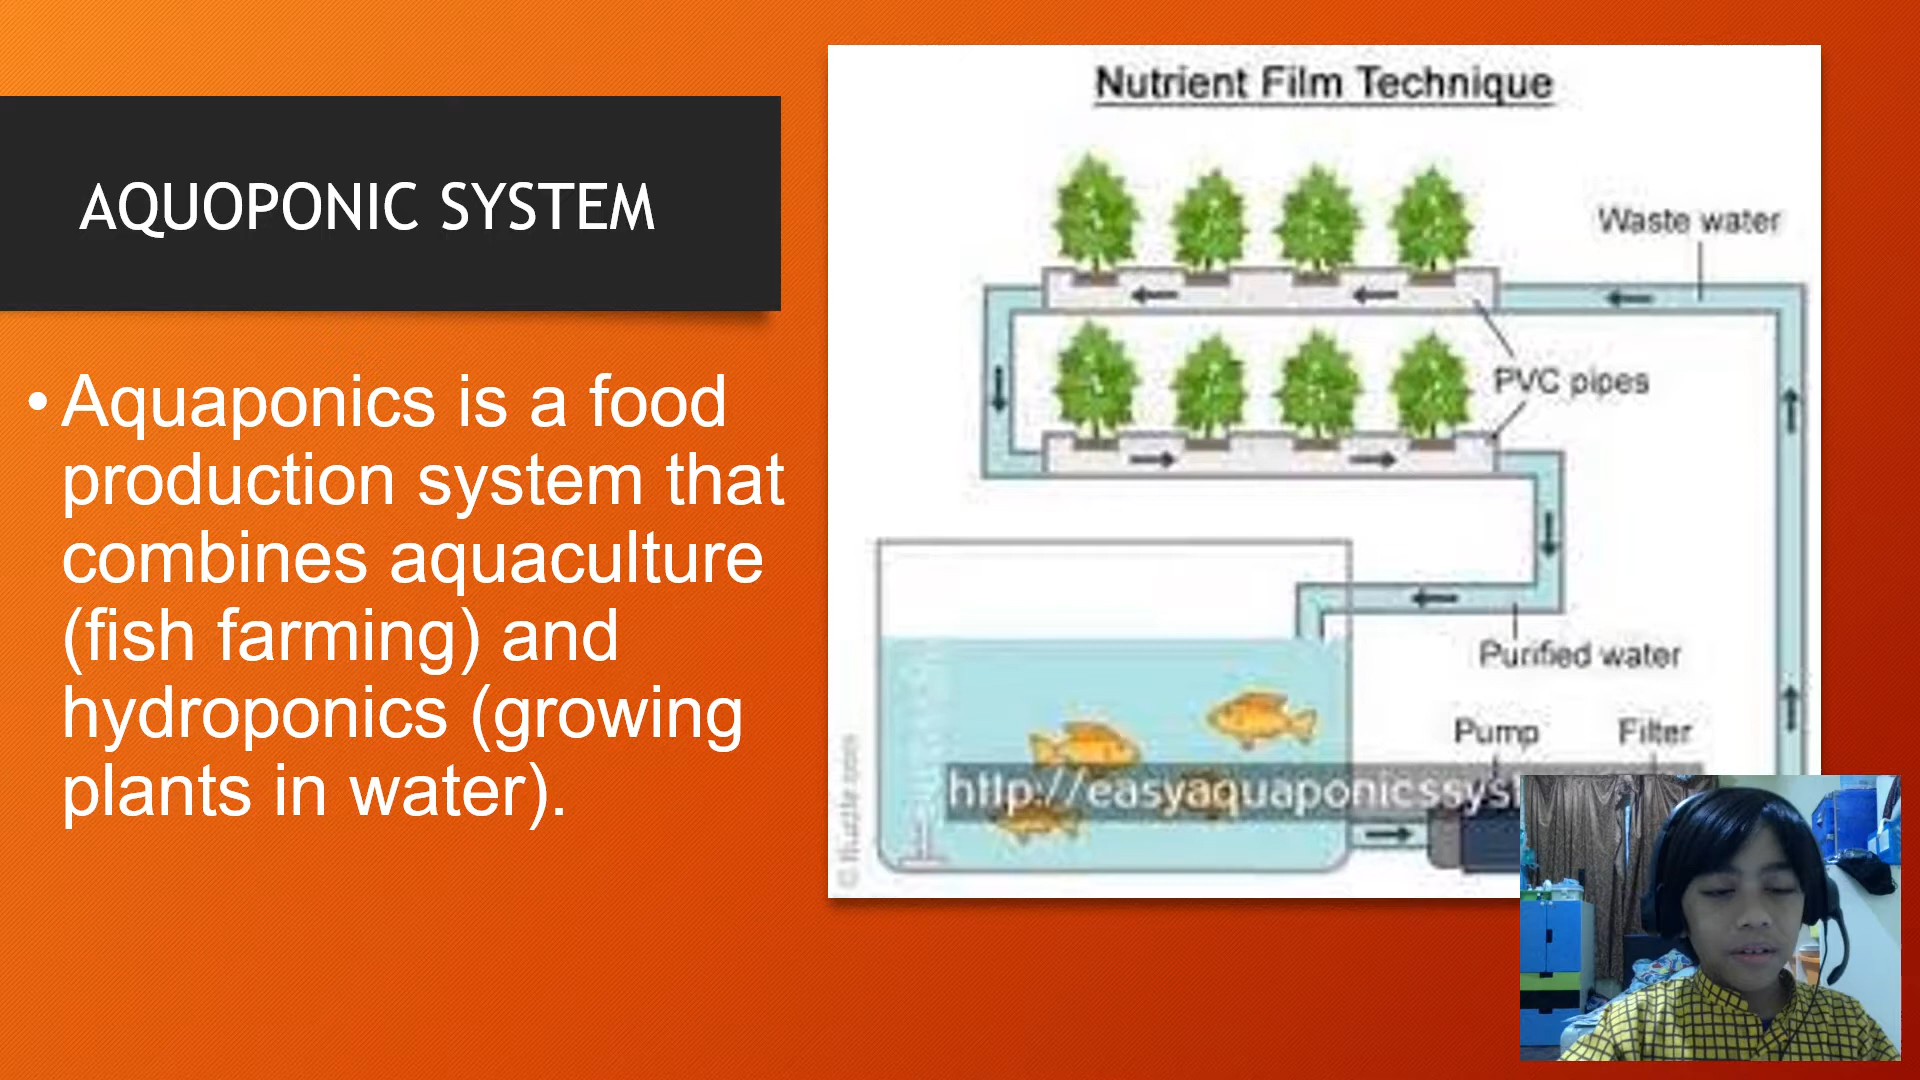 AQUOPONIC SYSTEM
• Aquaponics is a food
production system that
combines aquaculture
(fish farming) and
hydroponics (growing
plants in water).
Nutrient Film Technique
Waste water
PVC pipes
Purified water
Pump
Filter
http://easyaquaponicssys